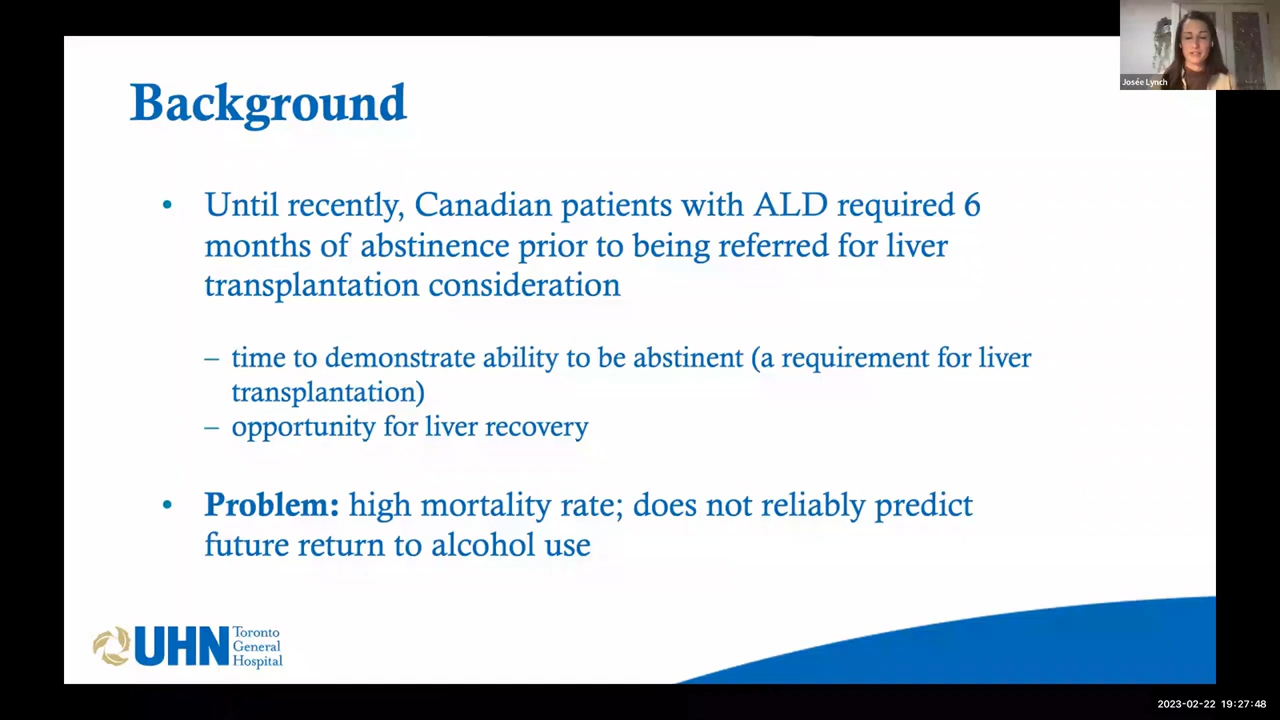 Josée Lynch
Background
• Until recently, Canadian patients with ALD required 6
months of abstinence prior to being referred for liver
transplantation consideration
– time to demonstrate ability to be abstinent (a requirement for liver
transplantation)
– opportunity for liver recovery
• Problem: high mortality rate; does not reliably predict
future return to alcohol use
UHN Toronto
General
Hospital
2023-02-22 19:27:48